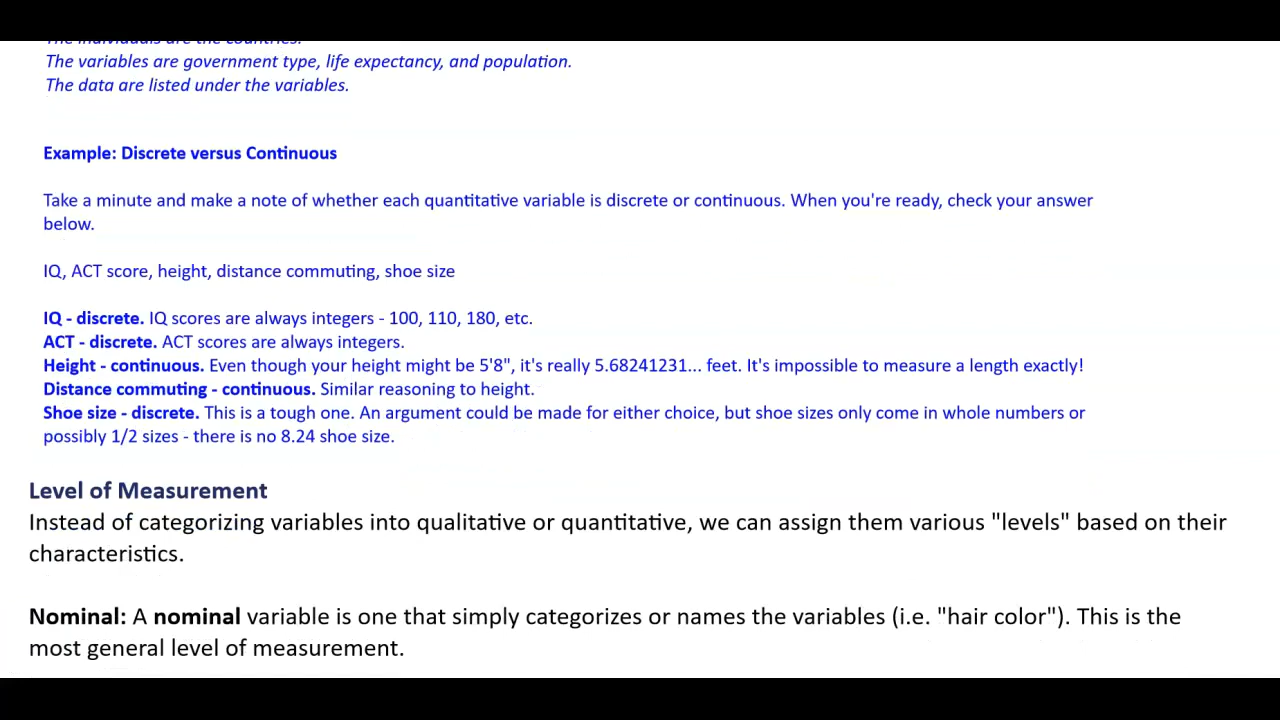 The individuals are the countries.
The variables are government type, life expectancy, and population.
The data are listed under the variables.
Example: Discrete versus Continuous
Take a minute and make a note of whether each quantitative variable is discrete or continuous. When you're ready, check your answer
below.
IQ, ACT score, height, distance commuting, shoe size
IQ - discrete. IQ scores are always integers - 100, 110, 180, etc.
ACT - discrete. ACT scores are always integers.
Height - continuous. Even though your height might be 5'8", it's really 5.68241231... feet. It's impossible to measure a length exactly!
Distance commuting - continuous. Similar reasoning to height.
Shoe size - discrete. This is a tough one. An argument could be made for either choice, but shoe sizes only come in whole numbers or
possibly 1/2 sizes - there is no 8.24 shoe size.
Level of Measurement
Instead of categorizing variables into qualitative or quantitative, we can assign them various "levels" based on their
characteristics.
Nominal: A nominal variable is one that simply categorizes or names the variables (i.e. "hair color"). This is the
most general level of measurement.